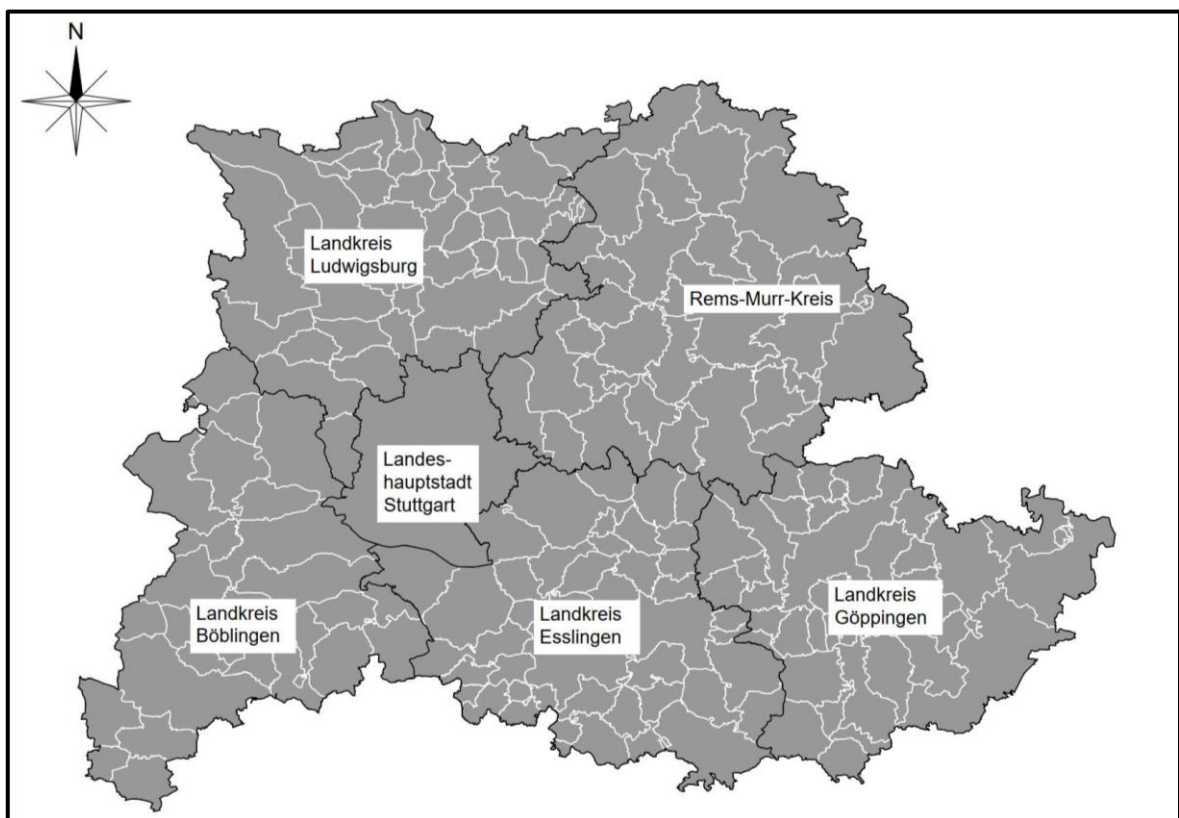 N
Landkreis
Ludwigsburg
Rems-Murr-Kreis
Landes-
hauptstadt
Stuttgart
Landkreis
Böblingen
Landkreis
Esslingen
Landkreis
Göppingen